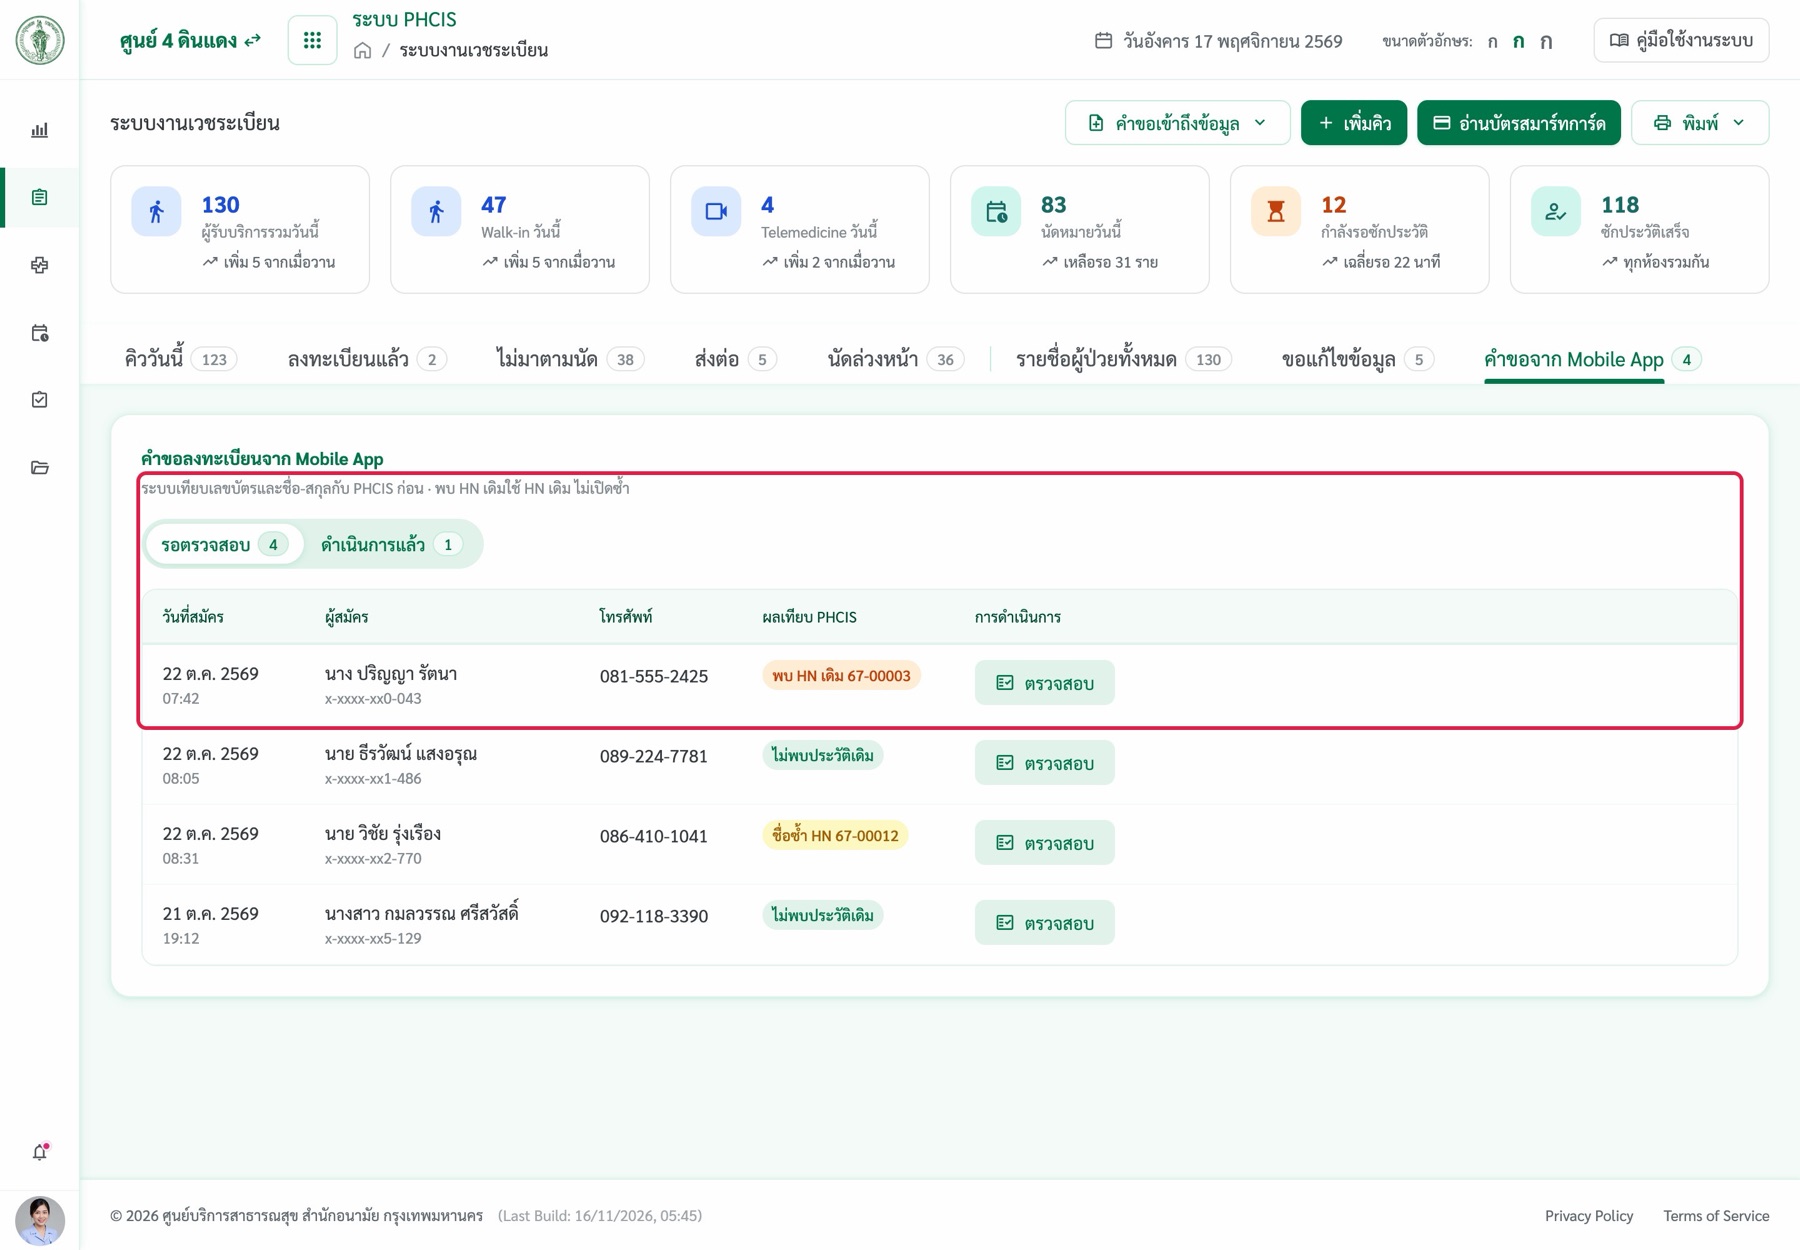 ศูนย์ 4 ดินแดง
ระบบ PHCIS
/ ระบบงานเวชระเบียน
วันอังคาร 17 พฤศจิกายน 2569
ขนาดตัวอักษร: ก ก ก
คู่มือใช้งานระบบ
ระบบงานเวชระเบียน
คำขอเข้าถึงข้อมูล
+ เพิ่มคิว
อ่านบัตรสมาร์ทการ์ด
พิมพ์
130
ผู้รับบริการรวมวันนี้
เพิ่ม 5 จากเมื่อวาน
47
Walk-in วันนี้
เพิ่ม 5 จากเมื่อวาน
4
Telemedicine วันนี้
เพิ่ม 2 จากเมื่อวาน
83
นัดหมายวันนี้
เหลือรอ 31 ราย
12
กำลังรอซักประวัติ
เฉลี่ยรอ 22 นาที
118
ซักประวัติเสร็จ
ทุกห้องรวมกัน
คิววันนี้ 123
ลงทะเบียนแล้ว 2
ไม่มาตามนัด 38
ส่งต่อ 5
นัดล่วงหน้า 36
รายชื่อผู้ป่วยทั้งหมด 130
ขอแก้ไขข้อมูล 5
คำขอจาก Mobile App 4
คำขอลงทะเบียนจาก Mobile App
ระบบเทียบเลขบัตรและชื่อ-สกุลกับ PHCIS ก่อน · พบ HN เดิมใช้ HN เดิม ไม่เปิดซ้ำ
รอตรวจสอบ 4
ดำเนินการแล้ว 1
วันที่สมัคร ผู้สมัคร โทรศัพท์ ผลเทียบ PHCIS การดำเนินการ
22 ต.ค. 2569 นาง ปริญญา รัตนา 081-555-2425 พบ HN เดิม 67-00003 ตรวจสอบ
07:42 x-xxxx-xx0-043
22 ต.ค. 2569 นาย ธีรวัฒน์ แสงอรุณ 089-224-7781 ไม่พบประวัติเดิม ตรวจสอบ
08:05 x-xxxx-xx1-486
22 ต.ค. 2569 นาย วิชัย รุ่งเรือง 086-410-1041 ชื่อซ้ำ HN 67-00012 ตรวจสอบ
08:31 x-xxxx-xx2-770
21 ต.ค. 2569 นางสาว กมลวรรณ ศรีสวัสดิ์ 092-118-3390 ไม่พบประวัติเดิม ตรวจสอบ
19:12 x-xxxx-xx5-129
© 2026 ศูนย์บริการสาธารณสุข สำนักอนามัย กรุงเทพมหานคร (Last Build: 16/11/2026, 05:45)
Privacy Policy Terms of Service